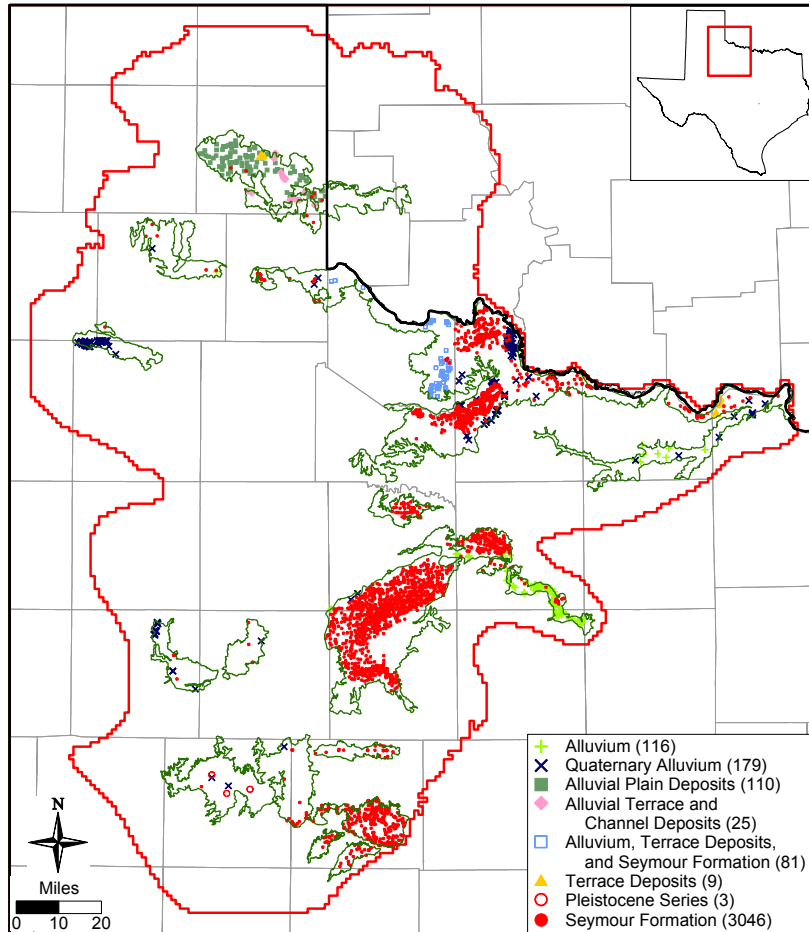 Alluvium (116)
Quaternary Alluvium (179)
Alluvial Plain Deposits (110)
Alluvial Terrace and
Channel Deposits (25)
Alluvium, Terrace Deposits,
and Seymour Formation (81)
Terrace Deposits (9)
Pleistocene Series (3)
Seymour Formation (3046)
N
Miles
0 10 20